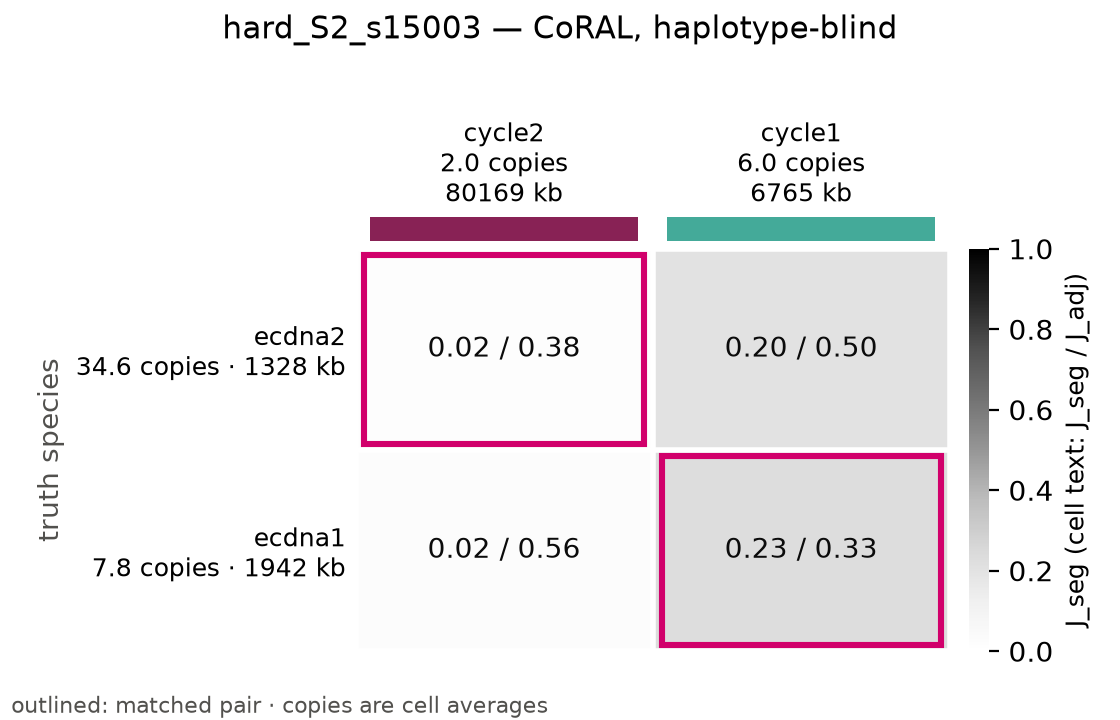 hard_S2_s15003 — CoRAL, haplotype-blind
cycle2
2.0 copies
80169 kb
cycle1
6.0 copies
6765 kb
truth species
ecdna2
34.6 copies · 1328 kb
0.02 / 0.38
0.20 / 0.50
ecdna1
7.8 copies · 1942 kb
0.02 / 0.56
0.23 / 0.33
1.0
0.8
0.6
0.4
0.2
0.0
J_seg (cell text: J_seg / J_adj)
outlined: matched pair · copies are cell averages